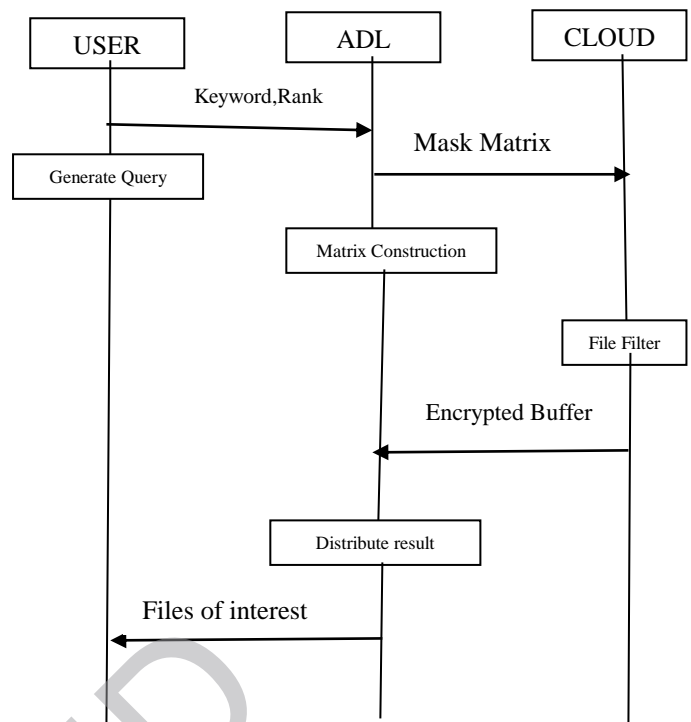 USER
ADL
CLOUD
Keyword,Rank
Mask Matrix
Generate Query
Matrix Construction
File Filter
Encrypted Buffer
Distribute result
Files of interest